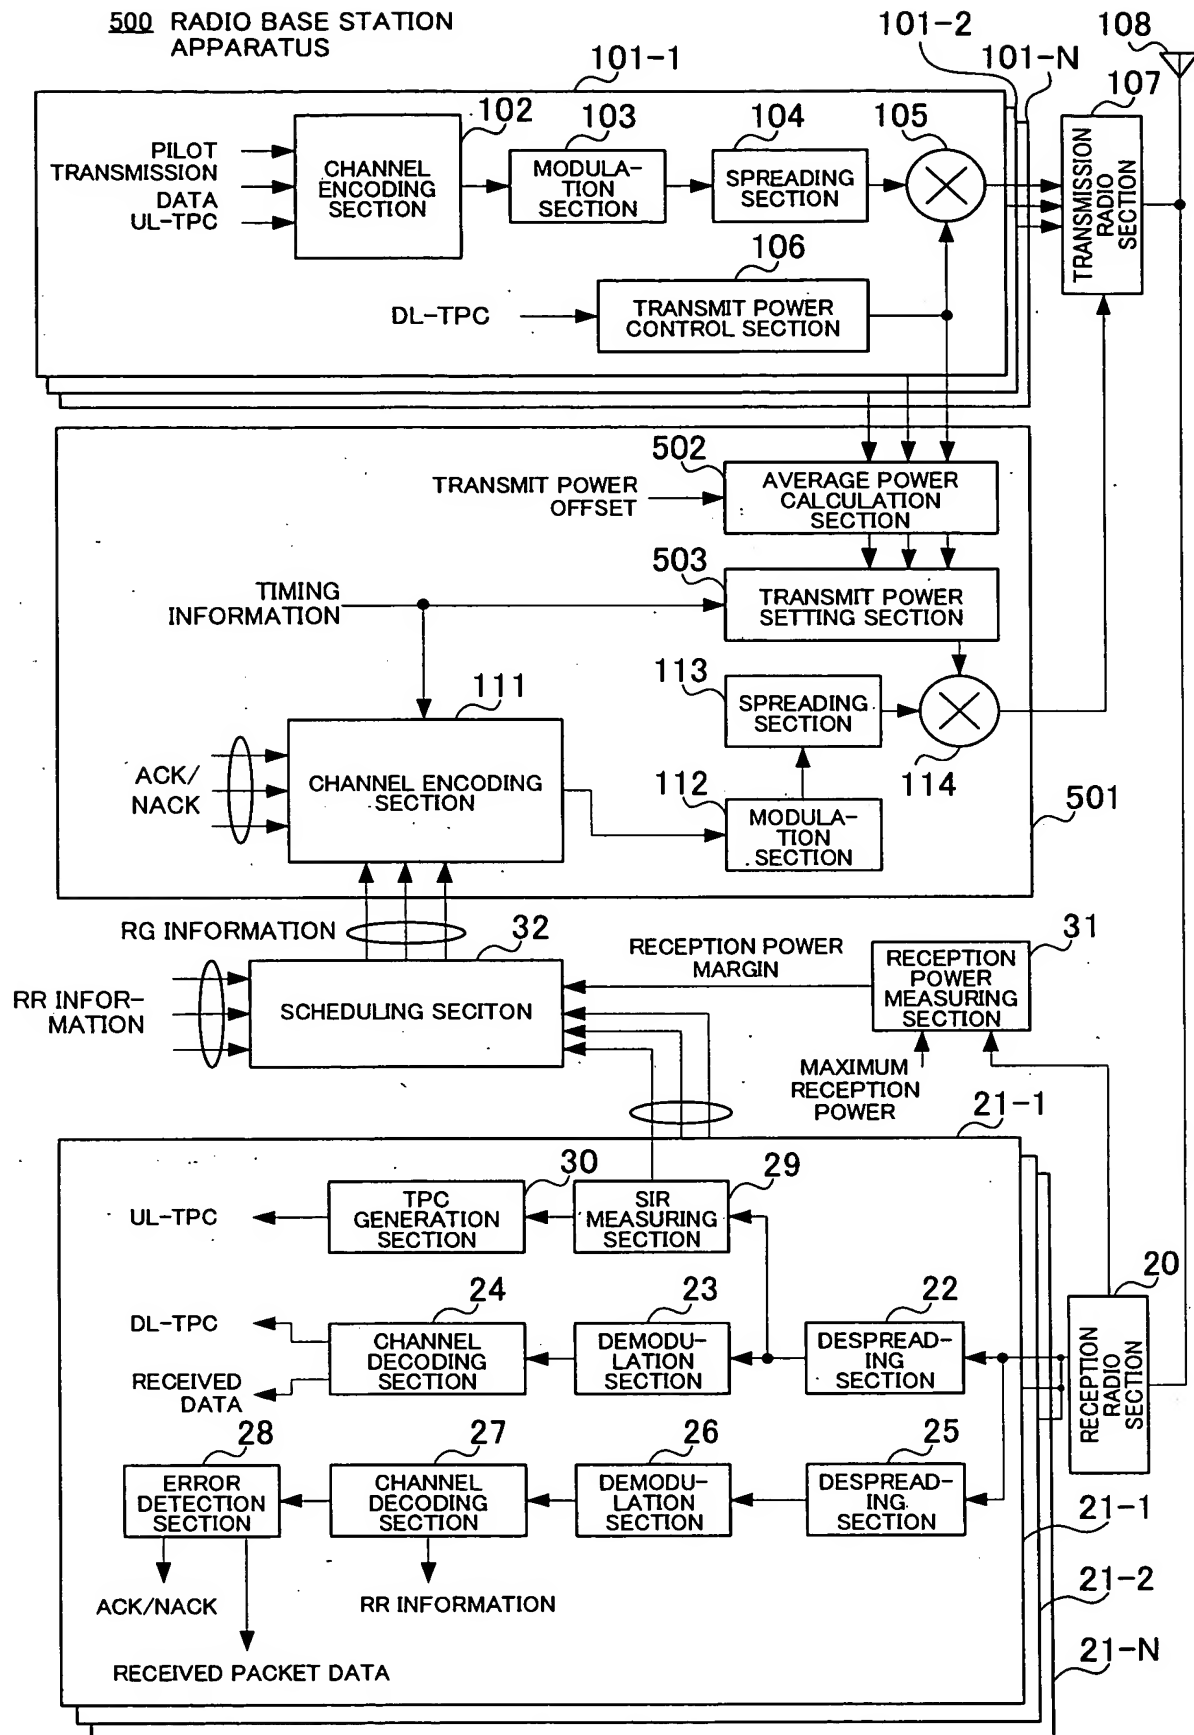 500 RADIO BASE STATION
APPARATUS
101-1
101-2
101-N
108
107
102
103
104
105
PILOT
TRANSMISSION
DATA
UL-TPC
CHANNEL
ENCODING
SECTION
MODULA-
TION
SECTION
SPREADING
SECTION
TRANSMISSION
RADIO
SECTION
106
DL-TPC
TRANSMIT POWER
CONTROL SECTION
502
TRANSMIT POWER
OFFSET
AVERAGE POWER
CALCULATION
SECTION
503
TIMING
INFORMATION
TRANSMIT POWER
SETTING SECTION
113
SPREADING
SECTION
111
114
ACK/
NACK
CHANNEL ENCODING
SECTION
112
MODULA-
TION
SECTION
501
RG INFORMATION
32
RECEPTION POWER
MARGIN
31
RECEPTION
POWER
MEASURING
SECTION
RR INFOR-
MATION
SCHEDULING SECITON
MAXIMUM
RECEPTION
POWER
21-1
30
29
UL-TPC
TPC
GENERATION
SECTION
SIR
MEASURING
SECTION
20
24
23
22
DL-TPC
RECEIVED
DATA
CHANNEL
DECODING
SECTION
DEMODU-
LATION
SECTION
DESPREAD-
ING
SECTION
RECEPTION
RADIO
SECTION
28
27
26
25
ERROR
DETECTION
SECTION
CHANNEL
DECODING
SECTION
DEMODU-
LATION
SECTION
DESPREAD-
ING
SECTION
21-1
ACK/NACK
RR INFORMATION
21-2
RECEIVED PACKET DATA
21-N